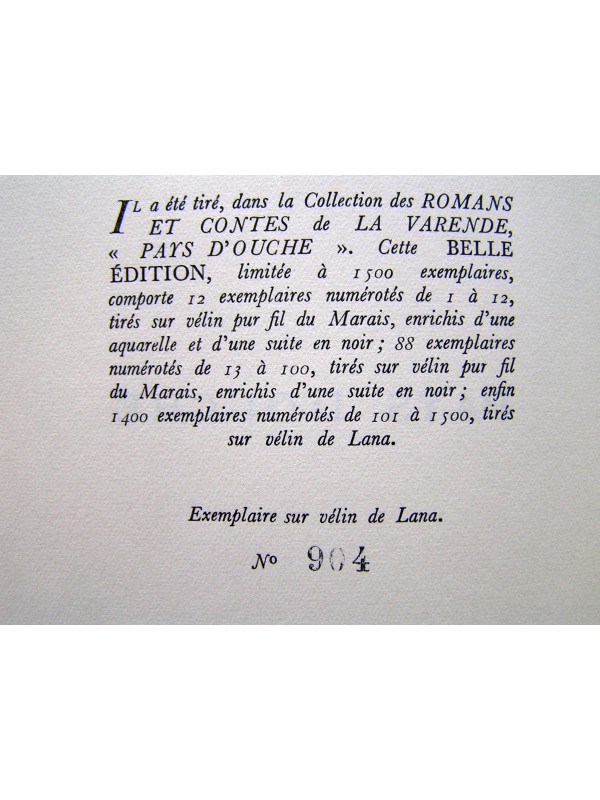 IL a été tiré, dans la Collection des ROMANS
ET CONTES de LA VARENDE,
« PAYS D'OUCHE ». Cette BELLE
ÉDITION, limitée à 1500 exemplaires,
comporte 12 exemplaires numérotés de 1 à 12,
tirés sur vélin pur fil du Marais, enrichis d'une
aquarelle et d'une suite en noir ; 88 exemplaires
numérotés de 13 à 100, tirés sur vélin pur fil
du Marais, enrichis d'une suite en noir ; enfin
1400 exemplaires numérotés de 101 à 1500, tirés
sur vélin de Lana.
Exemplaire sur vélin de Lana.
No 904